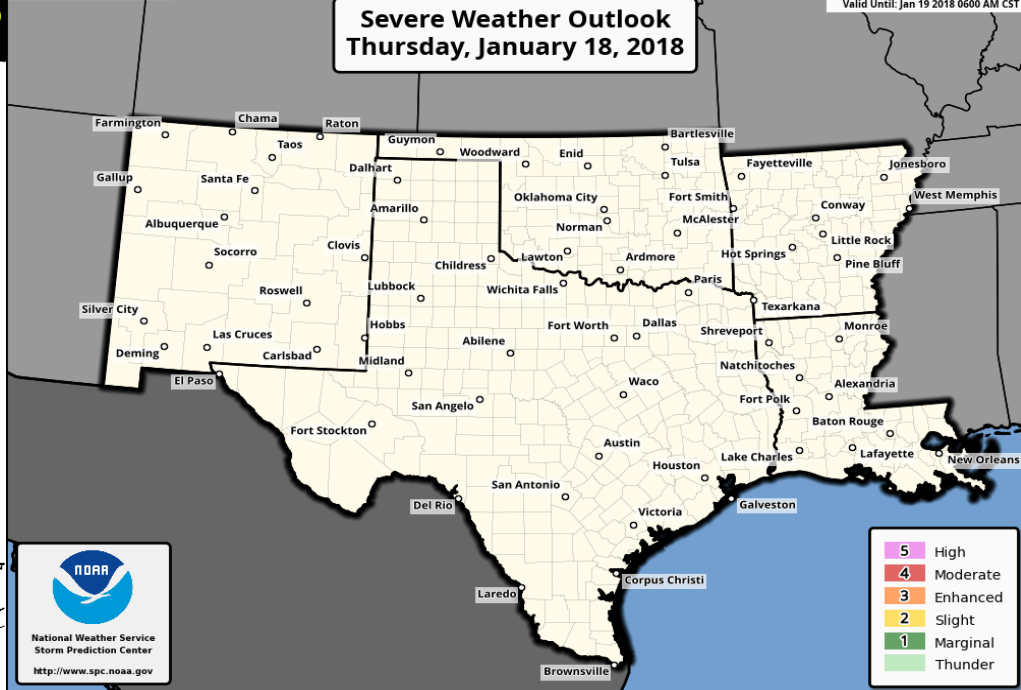 Valid Until: Jan 19 2018 0600 AM CST
Severe Weather Outlook
Thursday, January 18, 2018
Farmington
Chama
Raton
Taos
Guymon
Woodward
Enid
Bartlesville
Tulsa
Fayetteville
Jonesboro
Gallup
Santa Fe
Dalhart
Amarillo
Oklahoma City
Fort Smith
West Memphis
Albuquerque
Norman
McAlester
Conway
Socorro
Clovis
Childress
Lawton
Ardmore
Hot Springs
Little Rock
Pine Bluff
Roswell
Lubbock
Wichita Falls
Paris
Texarkana
Silver City
Las Cruces
Hobbs
Fort Worth
Dallas
Shreveport
Monroe
Deming
Carlsbad
Midland
Abilene
Natchitoches
El Paso
San Angelo
Waco
Fort Polk
Alexandria
Fort Stockton
Austin
Baton Rouge
Houston
Lake Charles
Lafayette
New Orleans
Del Rio
San Antonio
Victoria
Galveston
Laredo
Corpus Christi
Brownsville
NOAA
National Weather Service
Storm Prediction Center
http://www.spc.noaa.gov
5 High
4 Moderate
3 Enhanced
2 Slight
1 Marginal
Thunder